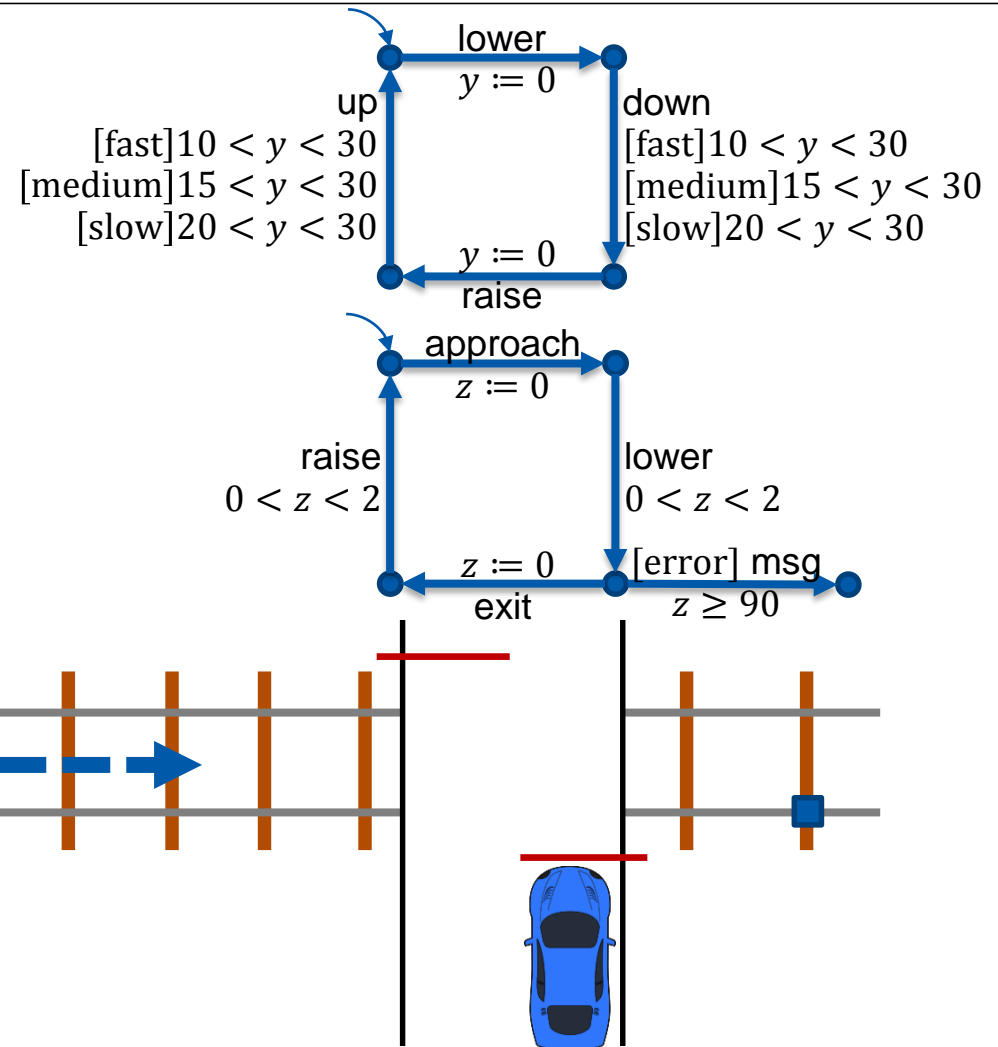 lower
y := 0
up
[fast]10 < y < 30
[medium]15 < y < 30
[slow]20 < y < 30
down
[fast]10 < y < 30
[medium]15 < y < 30
[slow]20 < y < 30
y := 0
raise
approach
z := 0
raise
0 < z < 2
lower
0 < z < 2
z := 0
exit
[error] msg
z ≥ 90